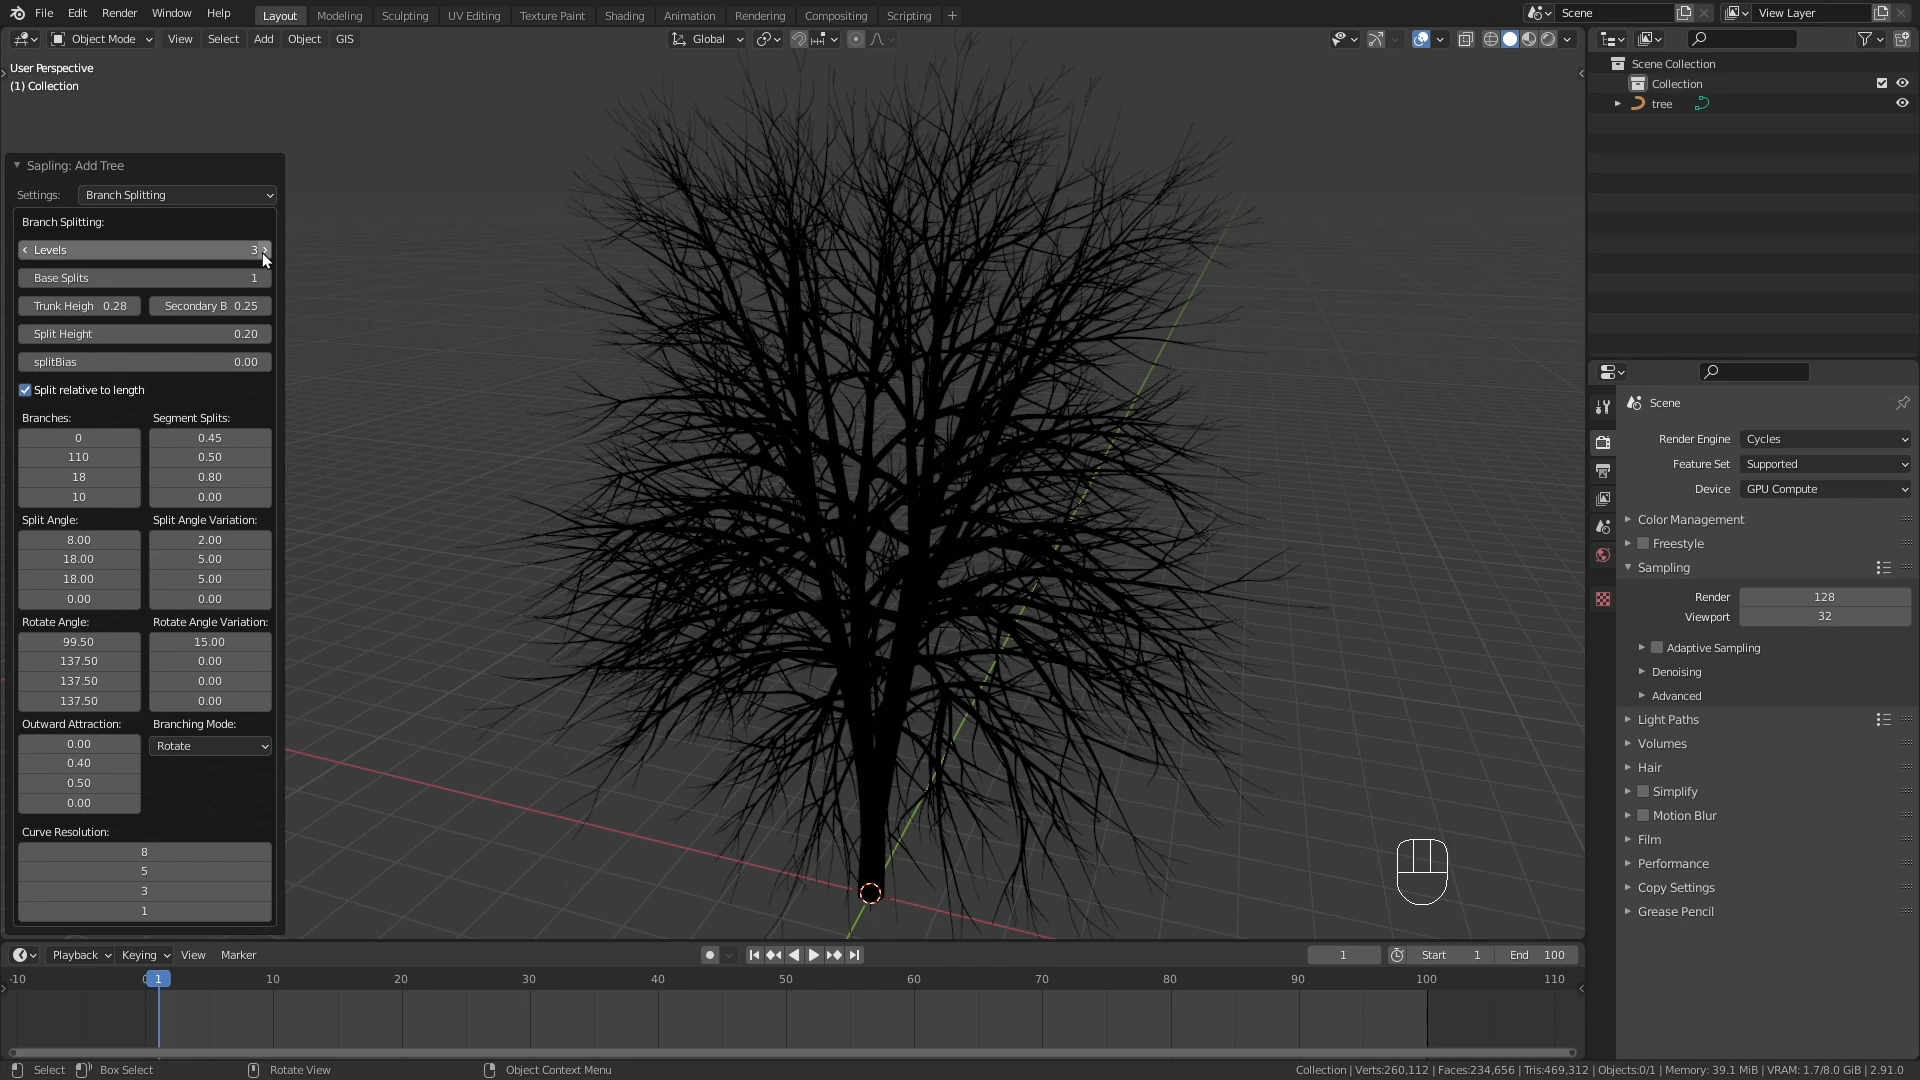 File Edit Render Window Help Layout Modeling Sculpting UV Editing Texture Paint Shading Animation Rendering Compositing Scripting + Scene View Layer
Object Mode View Select Add Object GIS Global
User Perspective
(1) Collection
Sapling: Add Tree
Settings: Branch Splitting
Branch Splitting:
Levels 3
Base Splits 1
Trunk Heigh 0.28 Secondary B 0.25
Split Height 0.20
splitBias 0.00
Split relative to length
Branches: Segment Splits:
0 0.45
110 0.50
18 0.80
10 0.00
Split Angle: Split Angle Variation:
8.00 2.00
18.00 5.00
18.00 5.00
0.00 0.00
Rotate Angle: Rotate Angle Variation:
99.50 15.00
137.50 0.00
137.50 0.00
137.50 0.00
Outward Attraction: Branching Mode:
0.00 Rotate
0.40
0.50
0.00
Curve Resolution:
8
5
3
1
Scene Collection
Collection
tree
Scene
Render Engine Cycles
Feature Set Supported
Device GPU Compute
Color Management
Freestyle
Sampling
Render 128
Viewport 32
Adaptive Sampling
Denoising
Advanced
Light Paths
Volumes
Hair
Simplify
Motion Blur
Film
Performance
Copy Settings
Grease Pencil
Playback Keying View Marker 1 Start 1 End 100
-10 0 1 10 20 30 40 50 60 70 80 90 100 110
Select Box Select Rotate View Object Context Menu Collection | Verts:260,112 | Faces:234,656 | Tris:469,312 | Objects:0/1 | Memory: 39.1 MiB | VRAM: 1.7/8.0 GiB | 2.91.0